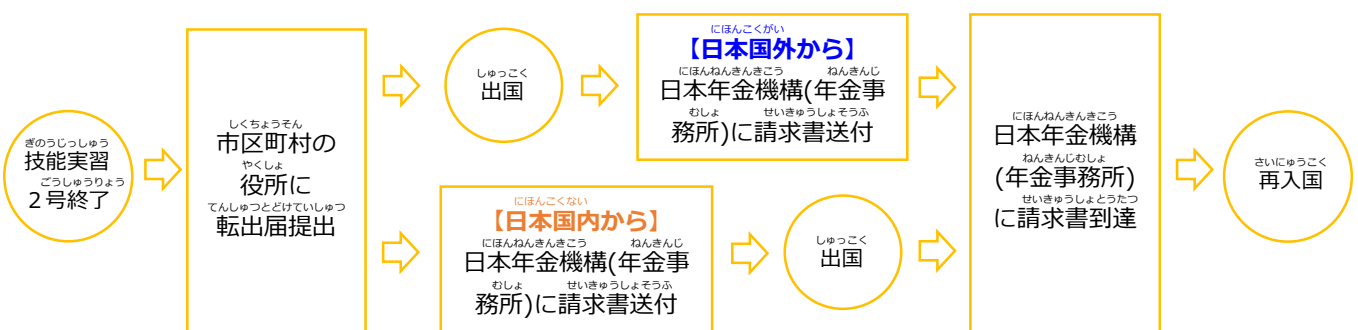 ぎのうじっしゅう
技能実習
ごうしゅうりょう
２号終了
しくちょうそん
市区町村の
やくしょ
役所に
てんしゅつとどけていしゅつ
転出届提出
しゅっこく
出国
にほんこくがい
【日本国外から】
にほんねんきんきこう ねんきんじ
日本年金機構(年金事
むしょ せいきゅうしょそうふ
務所)に請求書送付
にほんこくない
【日本国内から】
にほんねんきんきこう ねんきんじ
日本年金機構(年金事
むしょ せいきゅうしょそうふ
務所)に請求書送付
しゅっこく
出国
にほんねんきんきこう
日本年金機構
ねんきんじむしょ
(年金事務所)
せいきゅうしょとうたつ
に請求書到達
さいにゅうこく
再入国